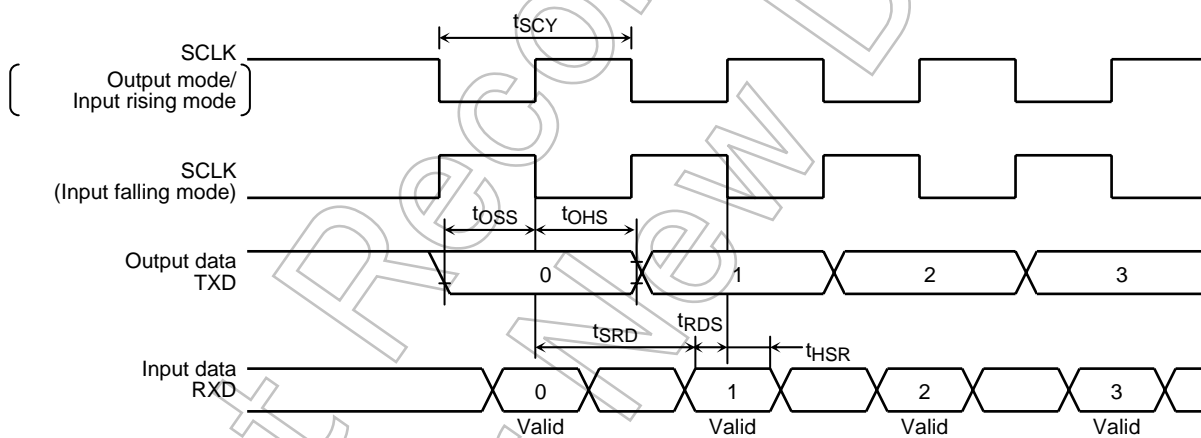 tSCY
SCLK
Output mode/
Input rising mode
SCLK
(Input falling mode)
tOSS
tOHS
Output data
TXD
0
1
2
3
tSRD
tRDS
tHSR
Input data
RXD
0
1
2
3
Valid
Valid
Valid
Valid